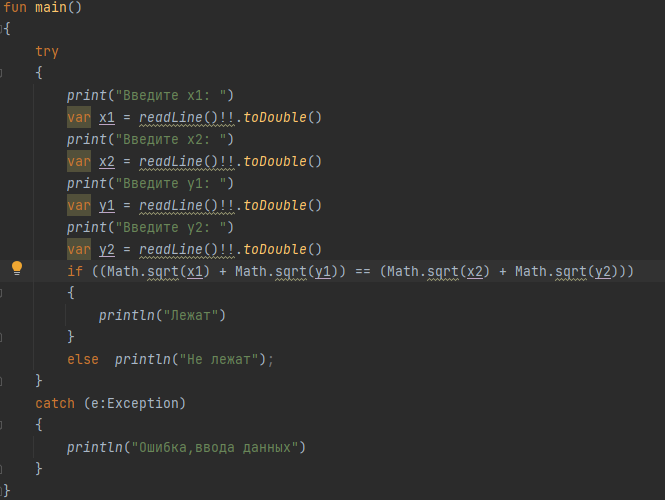 fun main()
{
    try
    {
        print("Введите x1: ")
        var x1 = readLine()!!.toDouble()
        print("Введите x2: ")
        var x2 = readLine()!!.toDouble()
        print("Введите y1: ")
        var y1 = readLine()!!.toDouble()
        print("Введите y2: ")
        var y2 = readLine()!!.toDouble()
        if ((Math.sqrt(x1) + Math.sqrt(y1)) == (Math.sqrt(x2) + Math.sqrt(y2)))
        {
            println("Лежат")
        }
        else  println("Не лежат");
    }
    catch (e:Exception)
    {
        println("Ошибка,ввода данных")
    }
}